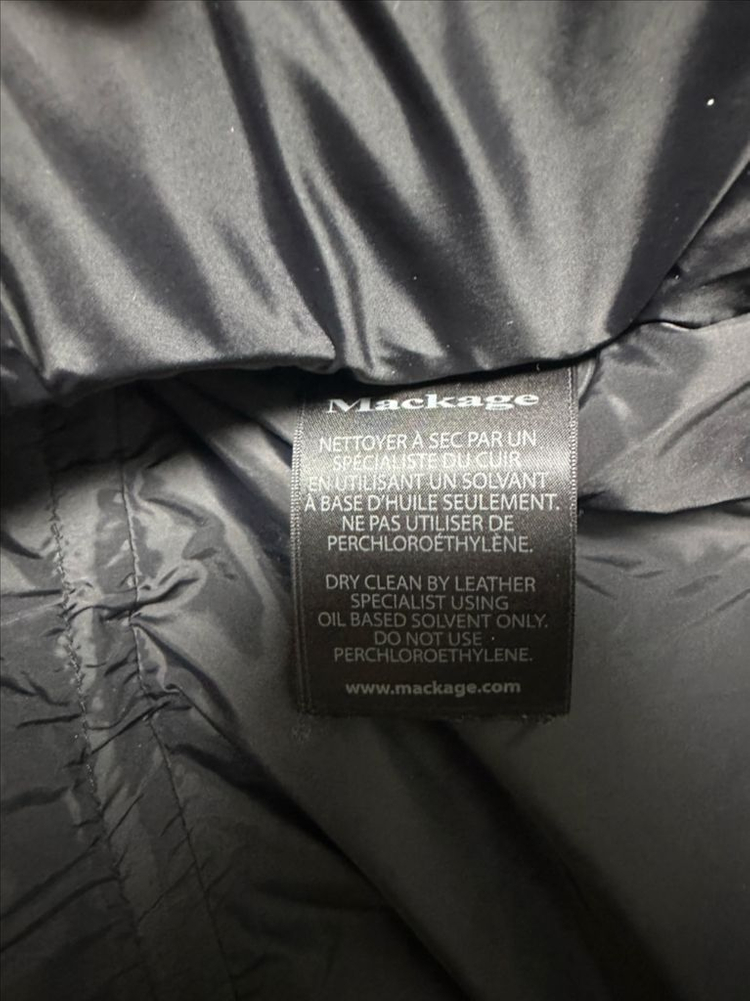 Mackage
NETTOYER À SEC PAR UN
SPÉCIALISTE DU CUIR
EN UTILISANT UN SOLVANT
À BASE D'HUILE SEULEMENT.
NE PAS UTILISER DE
PERCHLOROÉTHYLÈNE.
DRY CLEAN BY LEATHER
SPECIALIST USING
OIL BASED SOLVENT ONLY.
DO NOT USE
PERCHLOROETHYLENE.
www.mackage.com